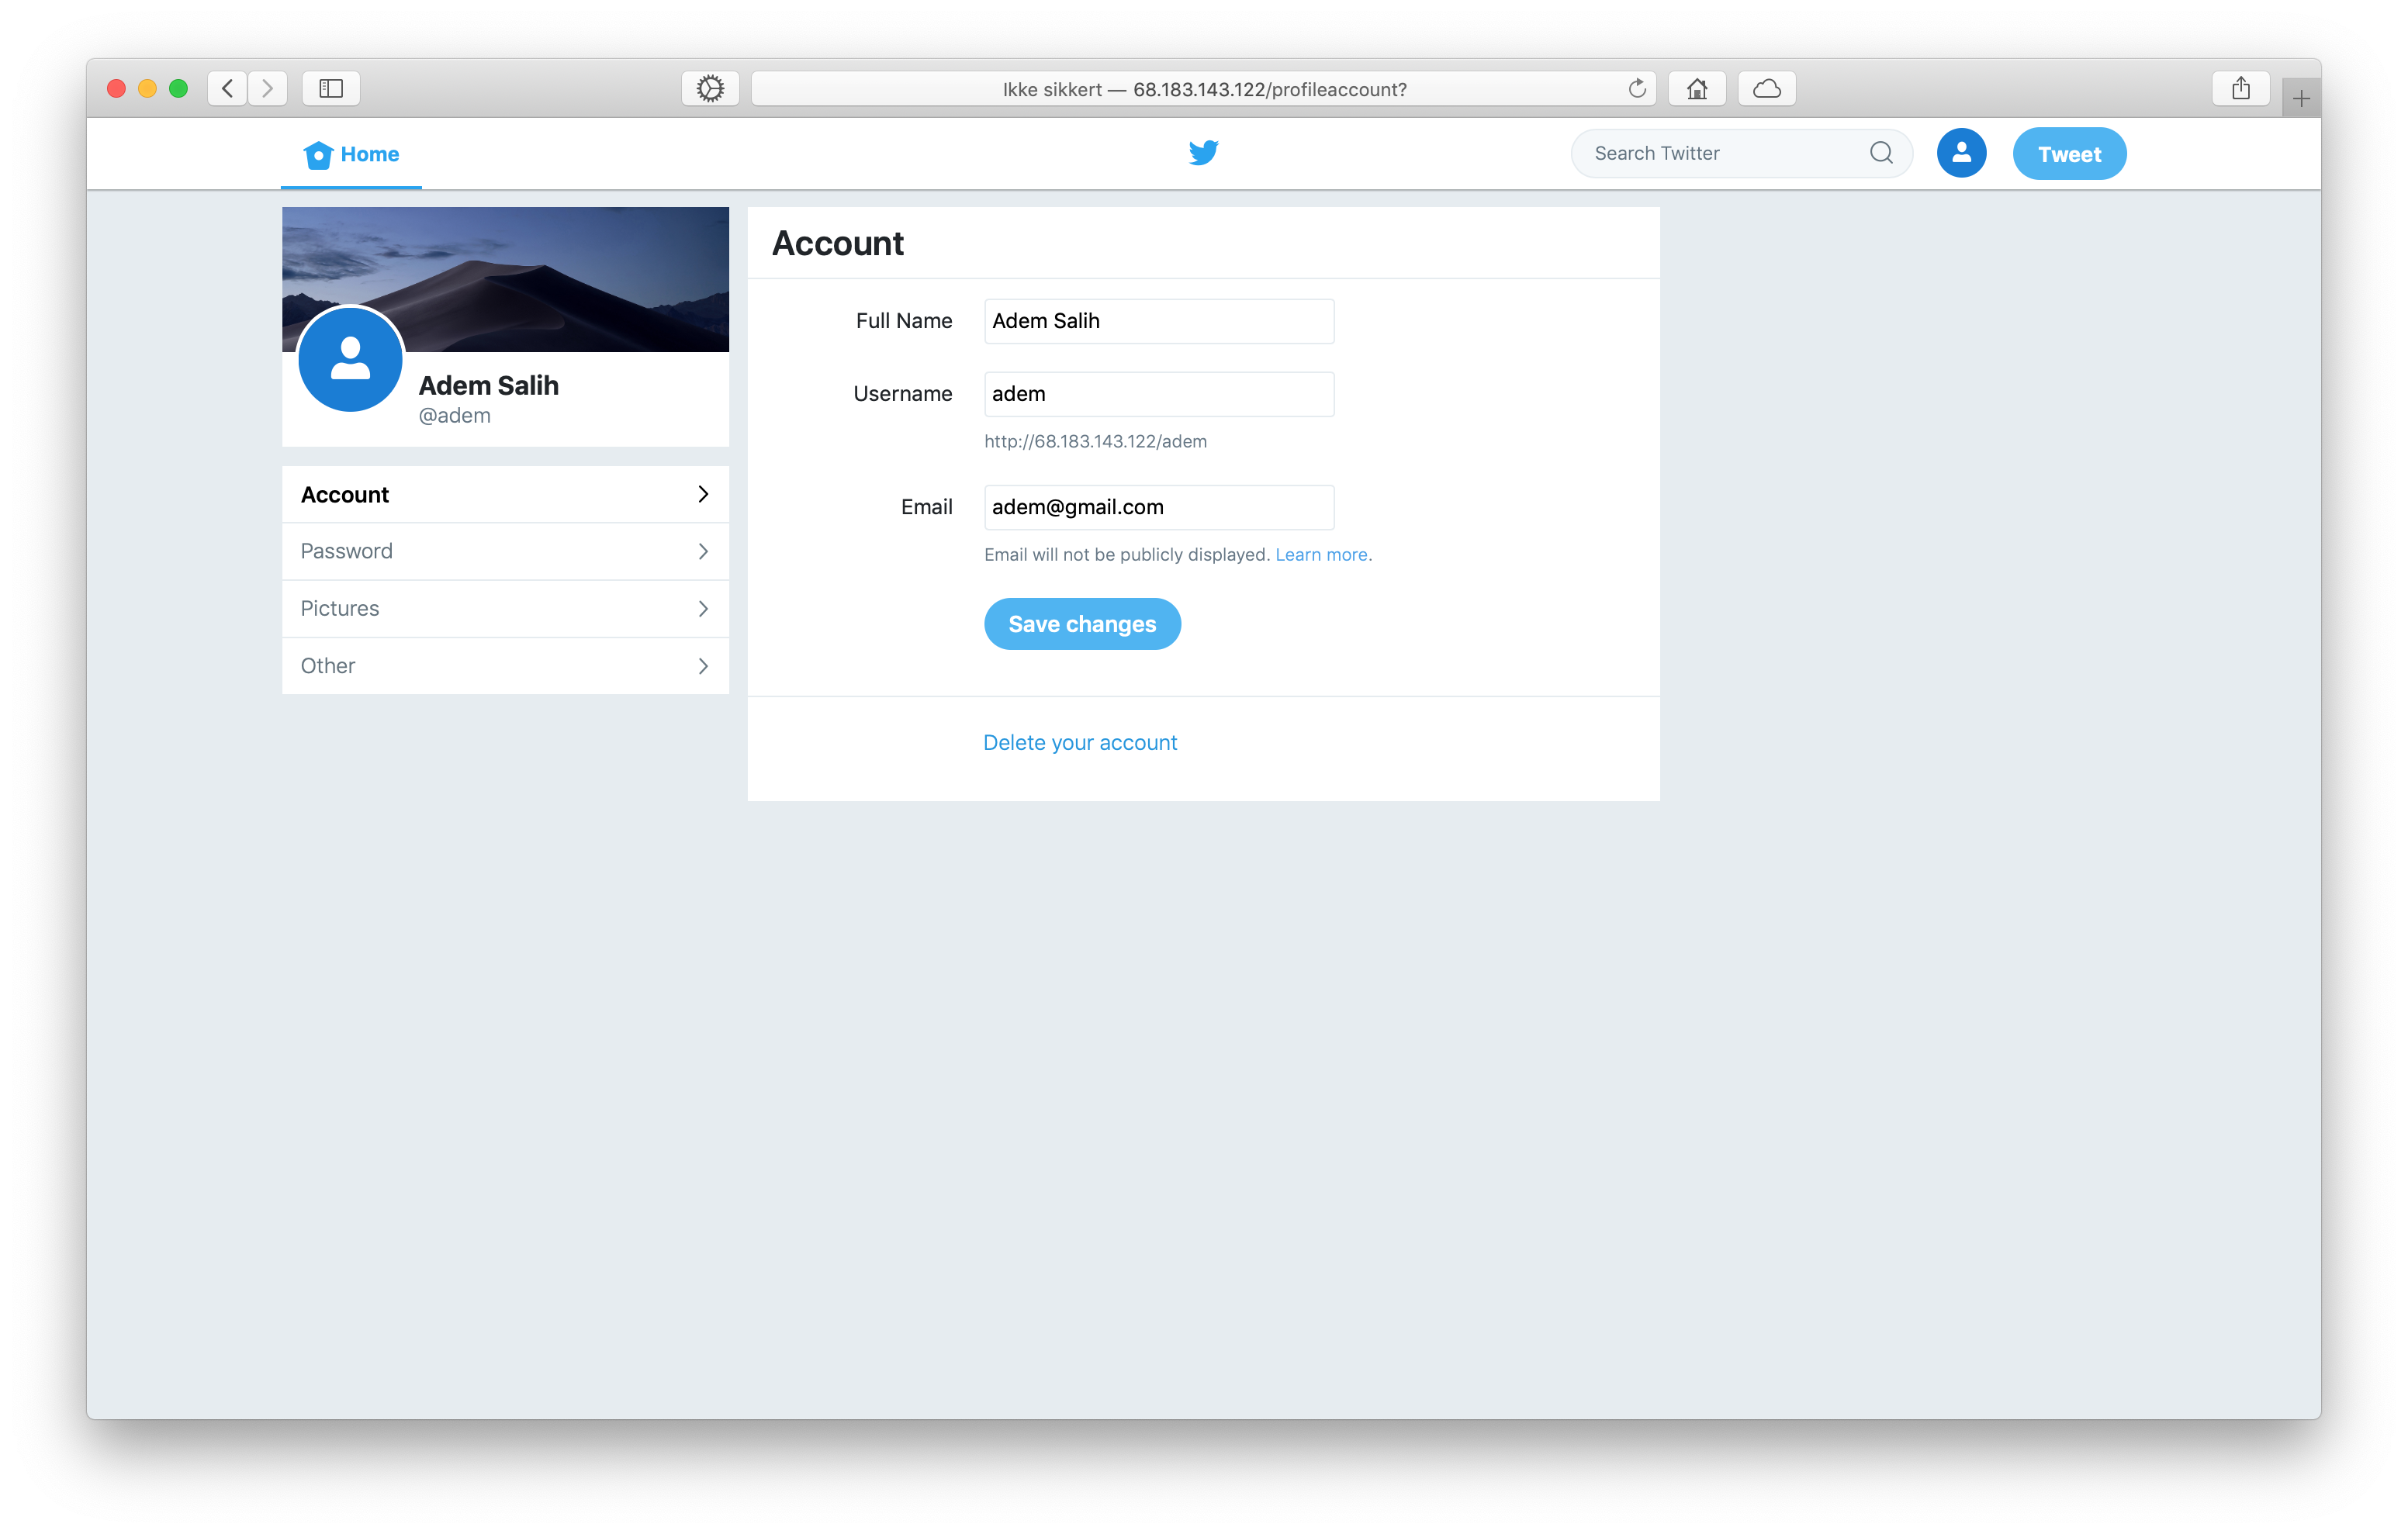 Ikke sikkert — 68.183.143.122/profileaccount?
Home
Search Twitter
Tweet
Adem Salih
@adem
Account
Password
Pictures
Other
Account
Full Name
Adem Salih
Username
adem
http://68.183.143.122/adem
Email
adem@gmail.com
Email will not be publicly displayed. Learn more.
Save changes
Delete your account